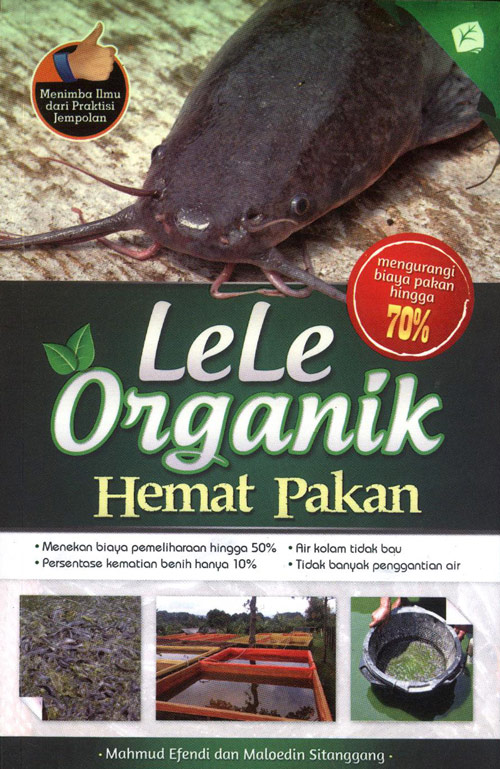 Menimba Ilmu
dari Praktisi
Jempolan
mengurangi
biaya pakan
hingga
70%
LeLe
Organik
Hemat Pakan
• Menekan biaya pemeliharaan hingga 50%
• Persentase kematian benih hanya 10%
• Air kolam tidak bau
• Tidak banyak penggantian air
· Mahmud Efendi dan Maloedin Sitanggang ·